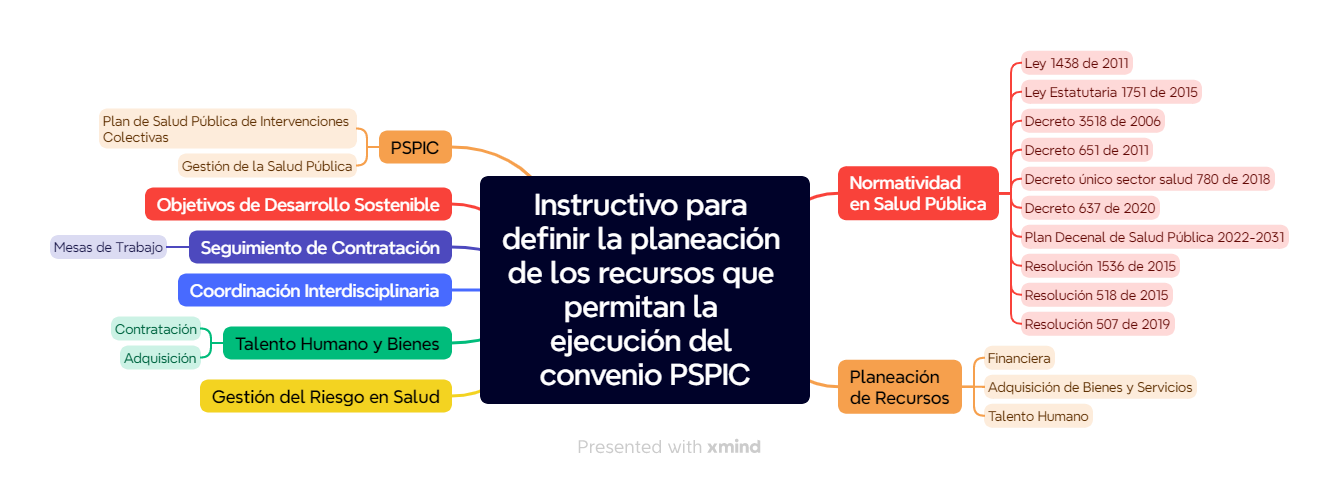 Instructivo para
definir la planeación
de los recursos que
permitan la
ejecución del
convenio PSPIC
Normatividad
en Salud Pública
Ley 1438 de 2011
Ley Estatutaria 1751 de 2015
Decreto 3518 de 2006
Decreto 651 de 2011
Decreto único sector salud 780 de 2018
Decreto 637 de 2020
Plan Decenal de Salud Pública 2022-2031
Resolución 1536 de 2015
Resolución 518 de 2015
Resolución 507 de 2019
Planeación
de Recursos
Financiera
Adquisición de Bienes y Servicios
Talento Humano
PSPIC
Plan de Salud Pública de Intervenciones
Colectivas
Gestión de la Salud Pública
Objetivos de Desarrollo Sostenible
Seguimiento de Contratación
Mesas de Trabajo
Coordinación Interdisciplinaria
Talento Humano y Bienes
Contratación
Adquisición
Gestión del Riesgo en Salud
Presented with xmind